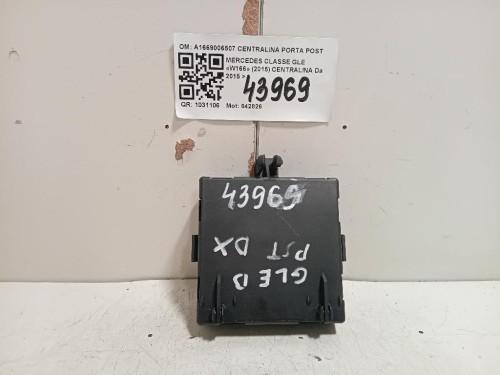 OM: A1669006507 CENTRALINA PORTA POST
MERCEDES CLASSE GLE
«W166» (2015) CENTRALINA Da
2015 >
43969
QR: 1031106 Mot: 642826
43969
PST DX
GLE